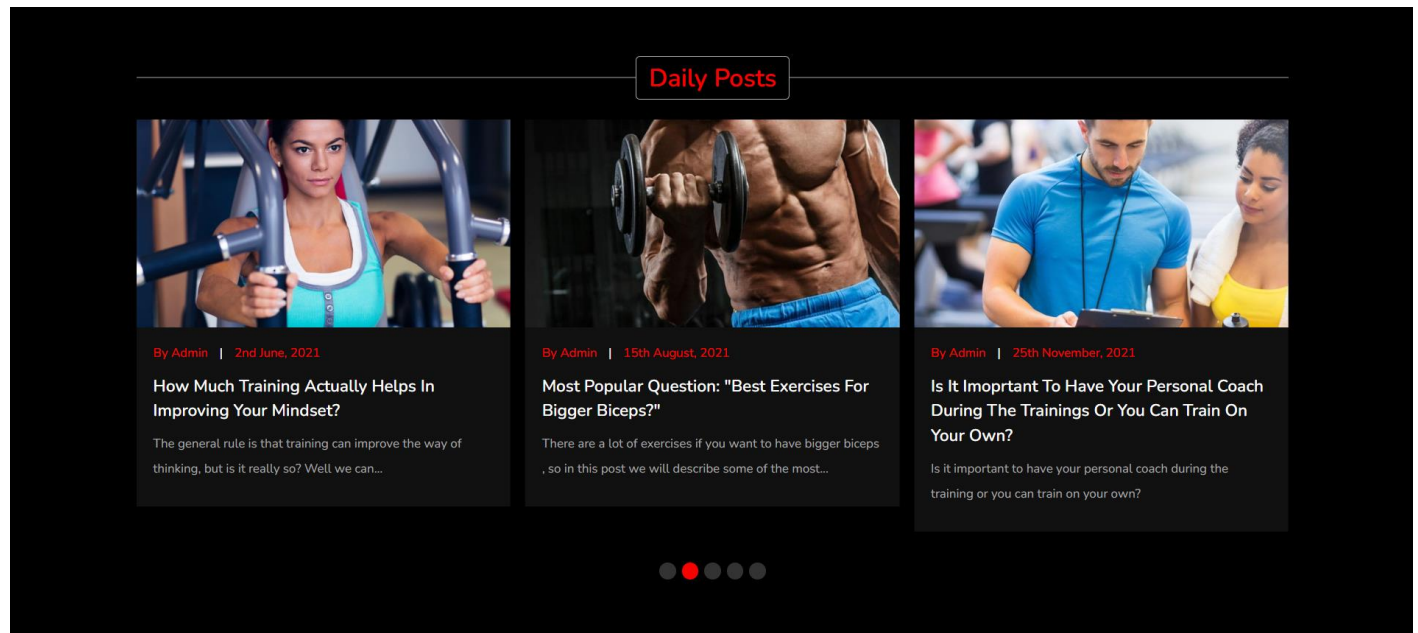 Daily Posts
By Admin | 2nd June, 2021
How Much Training Actually Helps In
Improving Your Mindset?
The general rule is that training can improve the way of
thinking, but is it really so? Well we can...
By Admin | 15th August, 2021
Most Popular Question: "Best Exercises For
Bigger Biceps?"
There are a lot of exercises if you want to have bigger biceps
, so in this post we will describe some of the most...
By Admin | 25th November, 2021
Is It Imoprtant To Have Your Personal Coach
During The Trainings Or You Can Train On
Your Own?
Is it important to have your personal coach during the
training or you can train on your own?